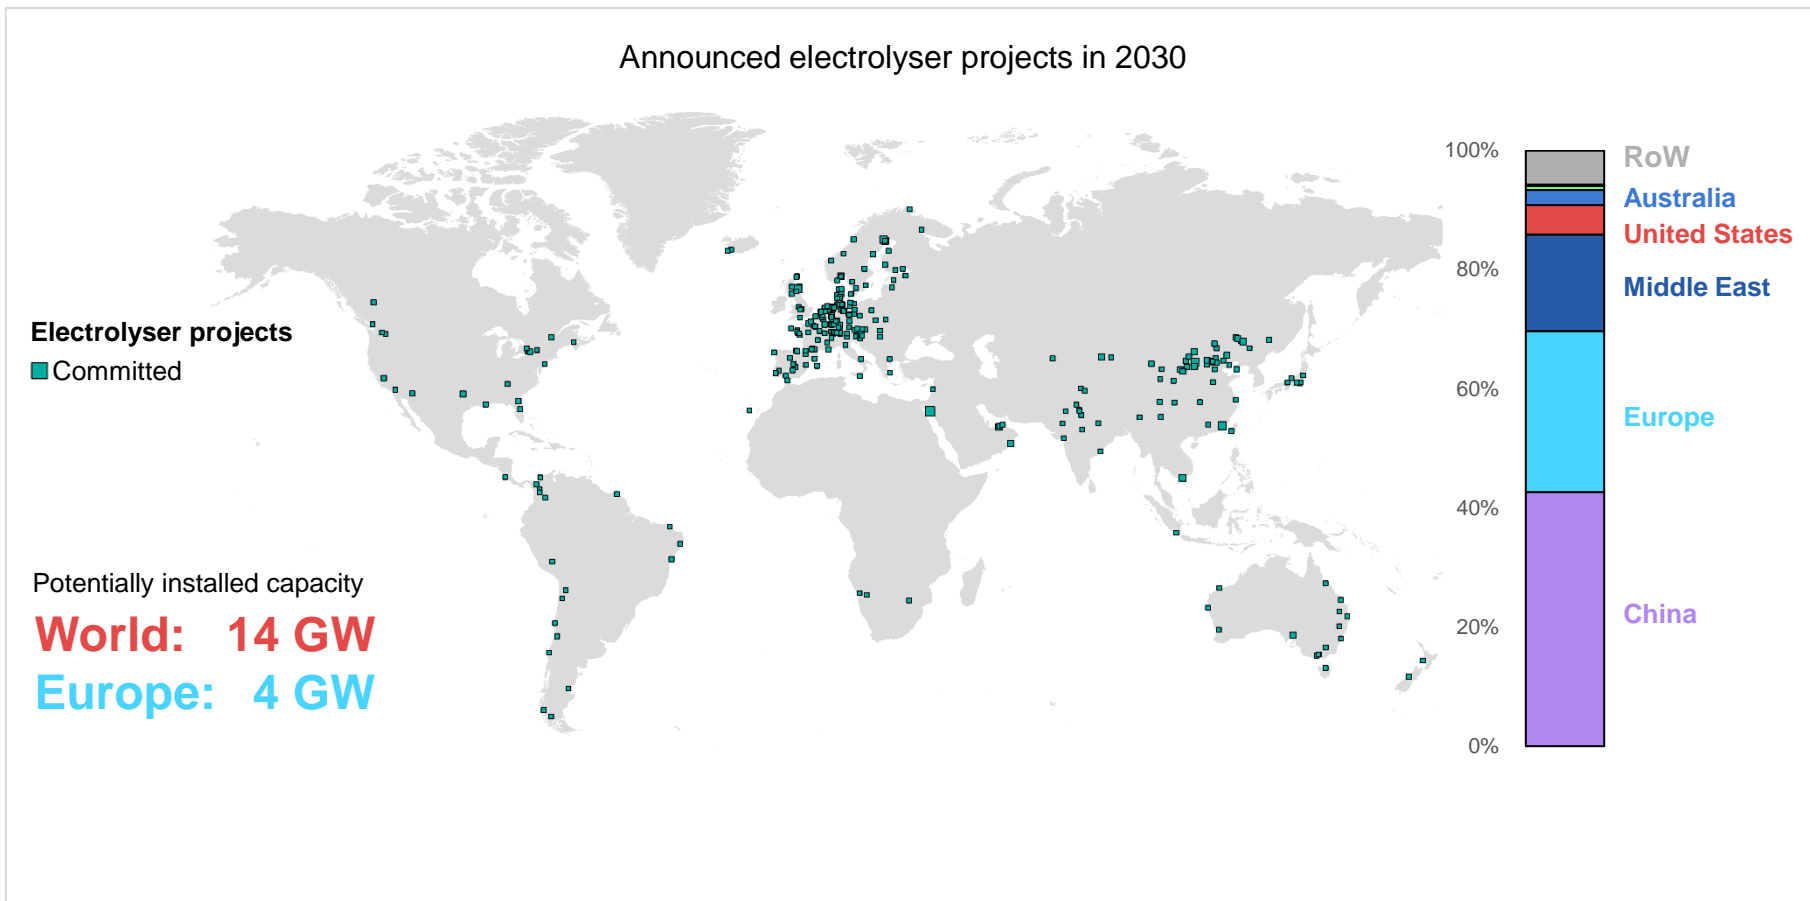 Announced electrolyser projects in 2030
Electrolyser projects
Committed
Potentially installed capacity
World: 14 GW
Europe: 4 GW
100%
80%
60%
40%
20%
0%
RoW
Australia
United States
Middle East
Europe
China